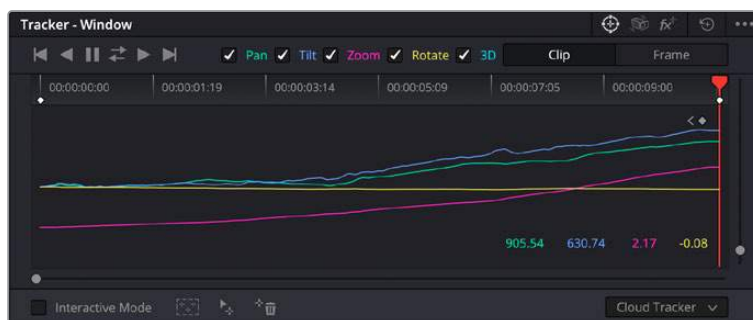 Tracker - Window
Pan Tilt Zoom Rotate 3D Clip Frame
00:00:00:00 00:00:01:19 00:00:03:14 00:00:05:09 00:00:07:05 00:00:09:00
905.54 630.74 2.17 -0.08
Interactive Mode Cloud Tracker